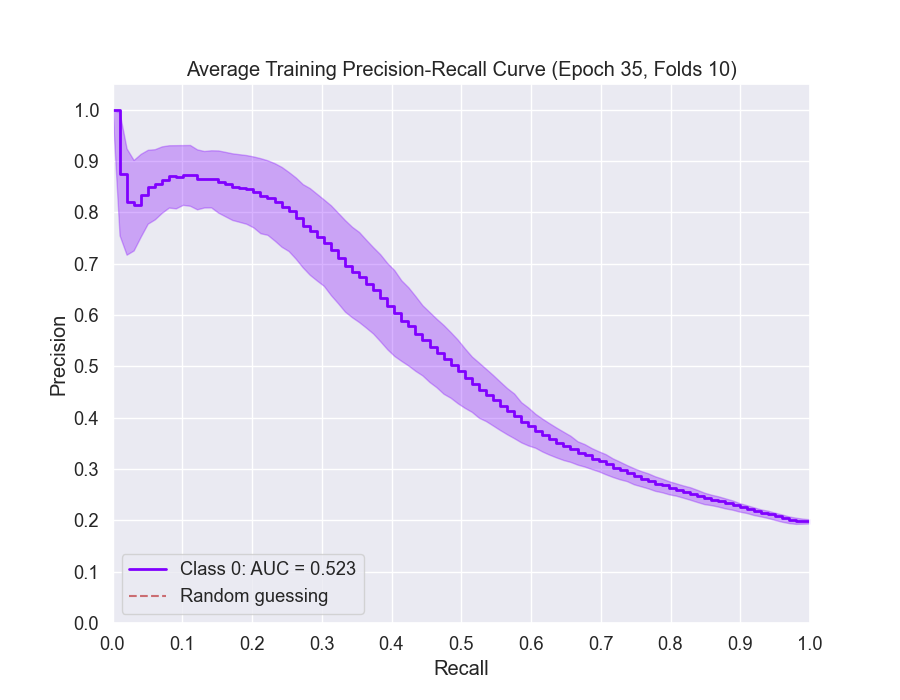 Average Training Precision-Recall Curve (Epoch 35, Folds 10)
Precision
1.0
0.9
0.8
0.7
0.6
0.5
0.4
0.3
0.2
0.1
0.0
Class 0: AUC = 0.523
Random guessing
0.0 0.1 0.2 0.3 0.4 0.5 0.6 0.7 0.8 0.9 1.0
Recall